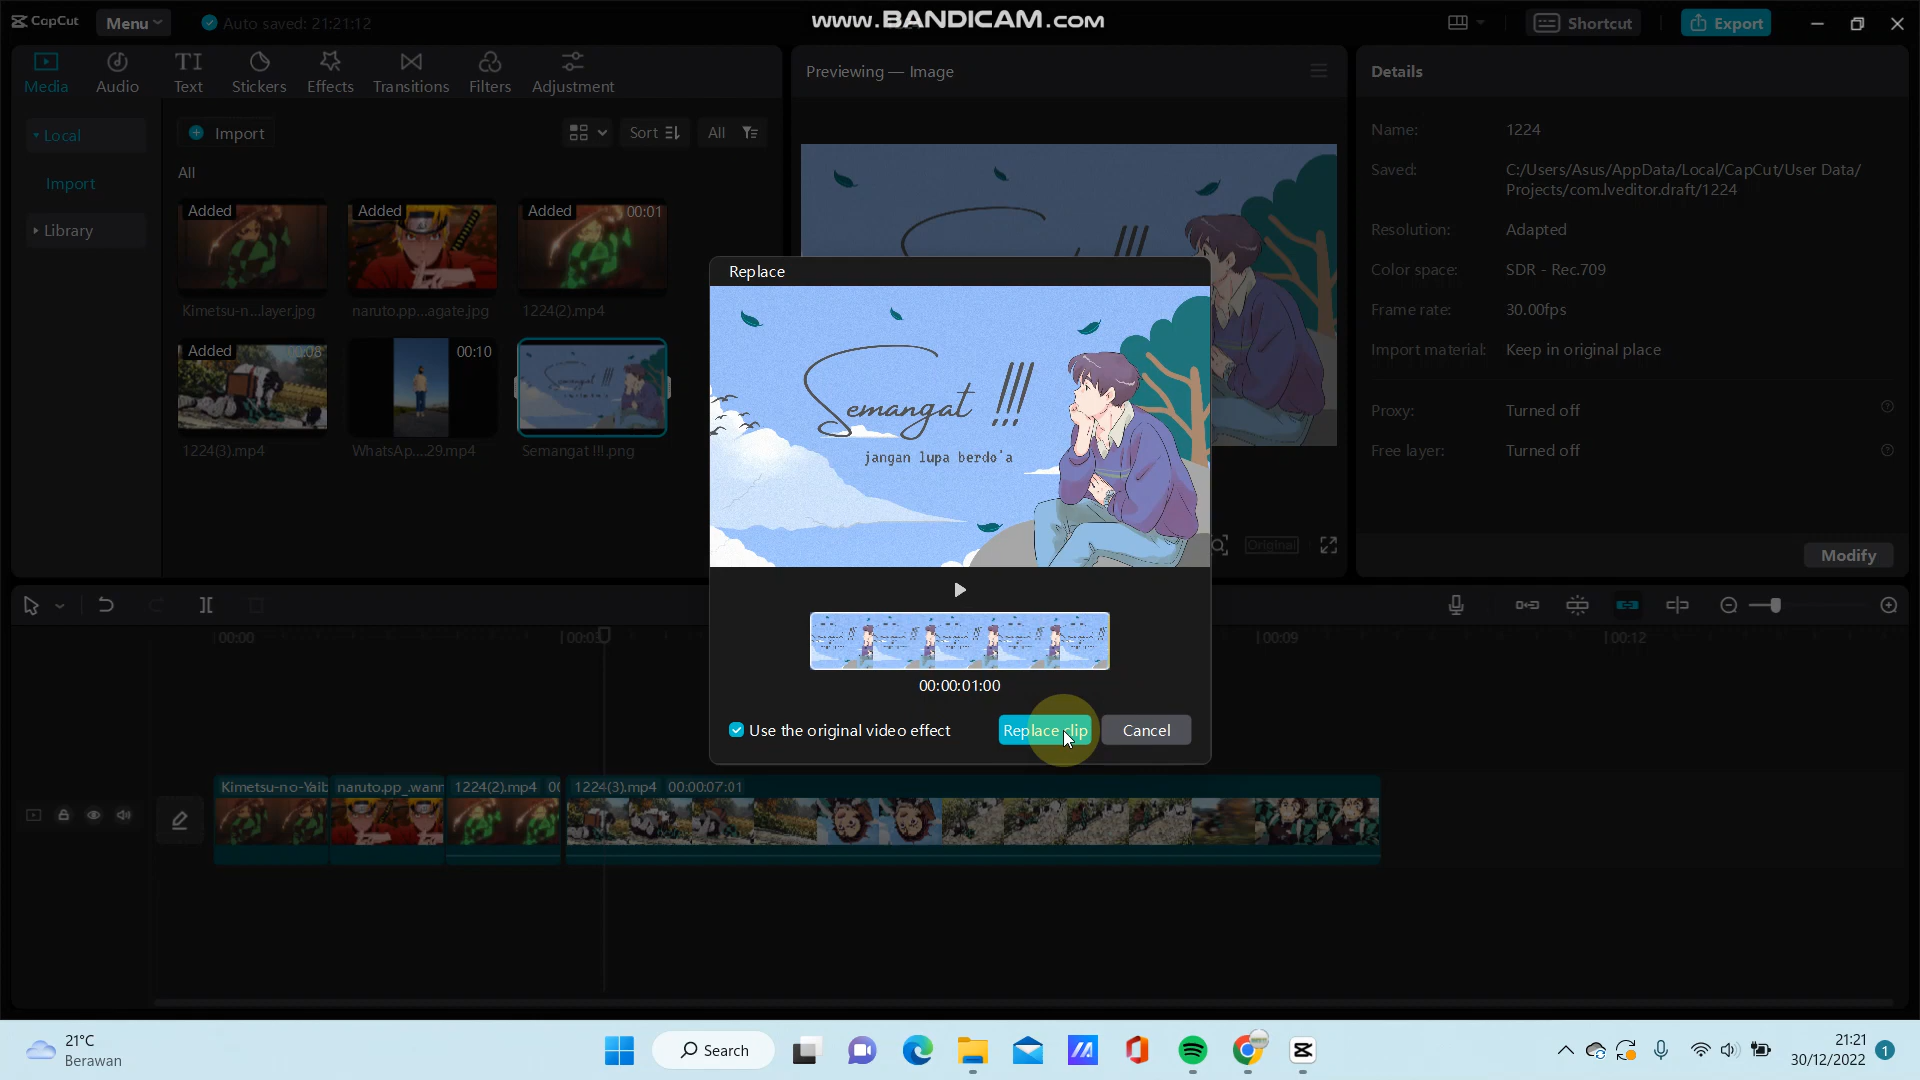 CapCut
Menu
Auto saved: 21:21:12
www.BANDICAM.com
Shortcut
Export
Media
Audio
Text
Stickers
Effects
Transitions
Filters
Adjustment
Previewing — Image
Details
Local
Import
Sort
All
Import
All
Library
Added
Added
Added
00:01
Kimetsu-n...layer.jpg
naruto.pp...agate.jpg
1224(2).mp4
Added
00:08
00:10
1224(3).mp4
WhatsAp....29.mp4
Semangat !!!.png
Name:
1224
Saved:
C:/Users/Asus/AppData/Local/CapCut/User Data/
Projects/com.lveditor.draft/1224
Resolution:
Adapted
Color space:
SDR - Rec.709
Frame rate:
30.00fps
Import material:
Keep in original place
Proxy:
Turned off
Free layer:
Turned off
Original
Modify
Replace
Semangat !!!
jangan lupa berdo'a
00:00:01:00
Use the original video effect
Replace clip
Cancel
00:00
00:09
00:12
Kimetsu-no-Yaib
naruto.pp_.wann
1224(2).mp4
1224(3).mp4 00:00:07:01
21°C
Berawan
Search
21:21
30/12/2022
1